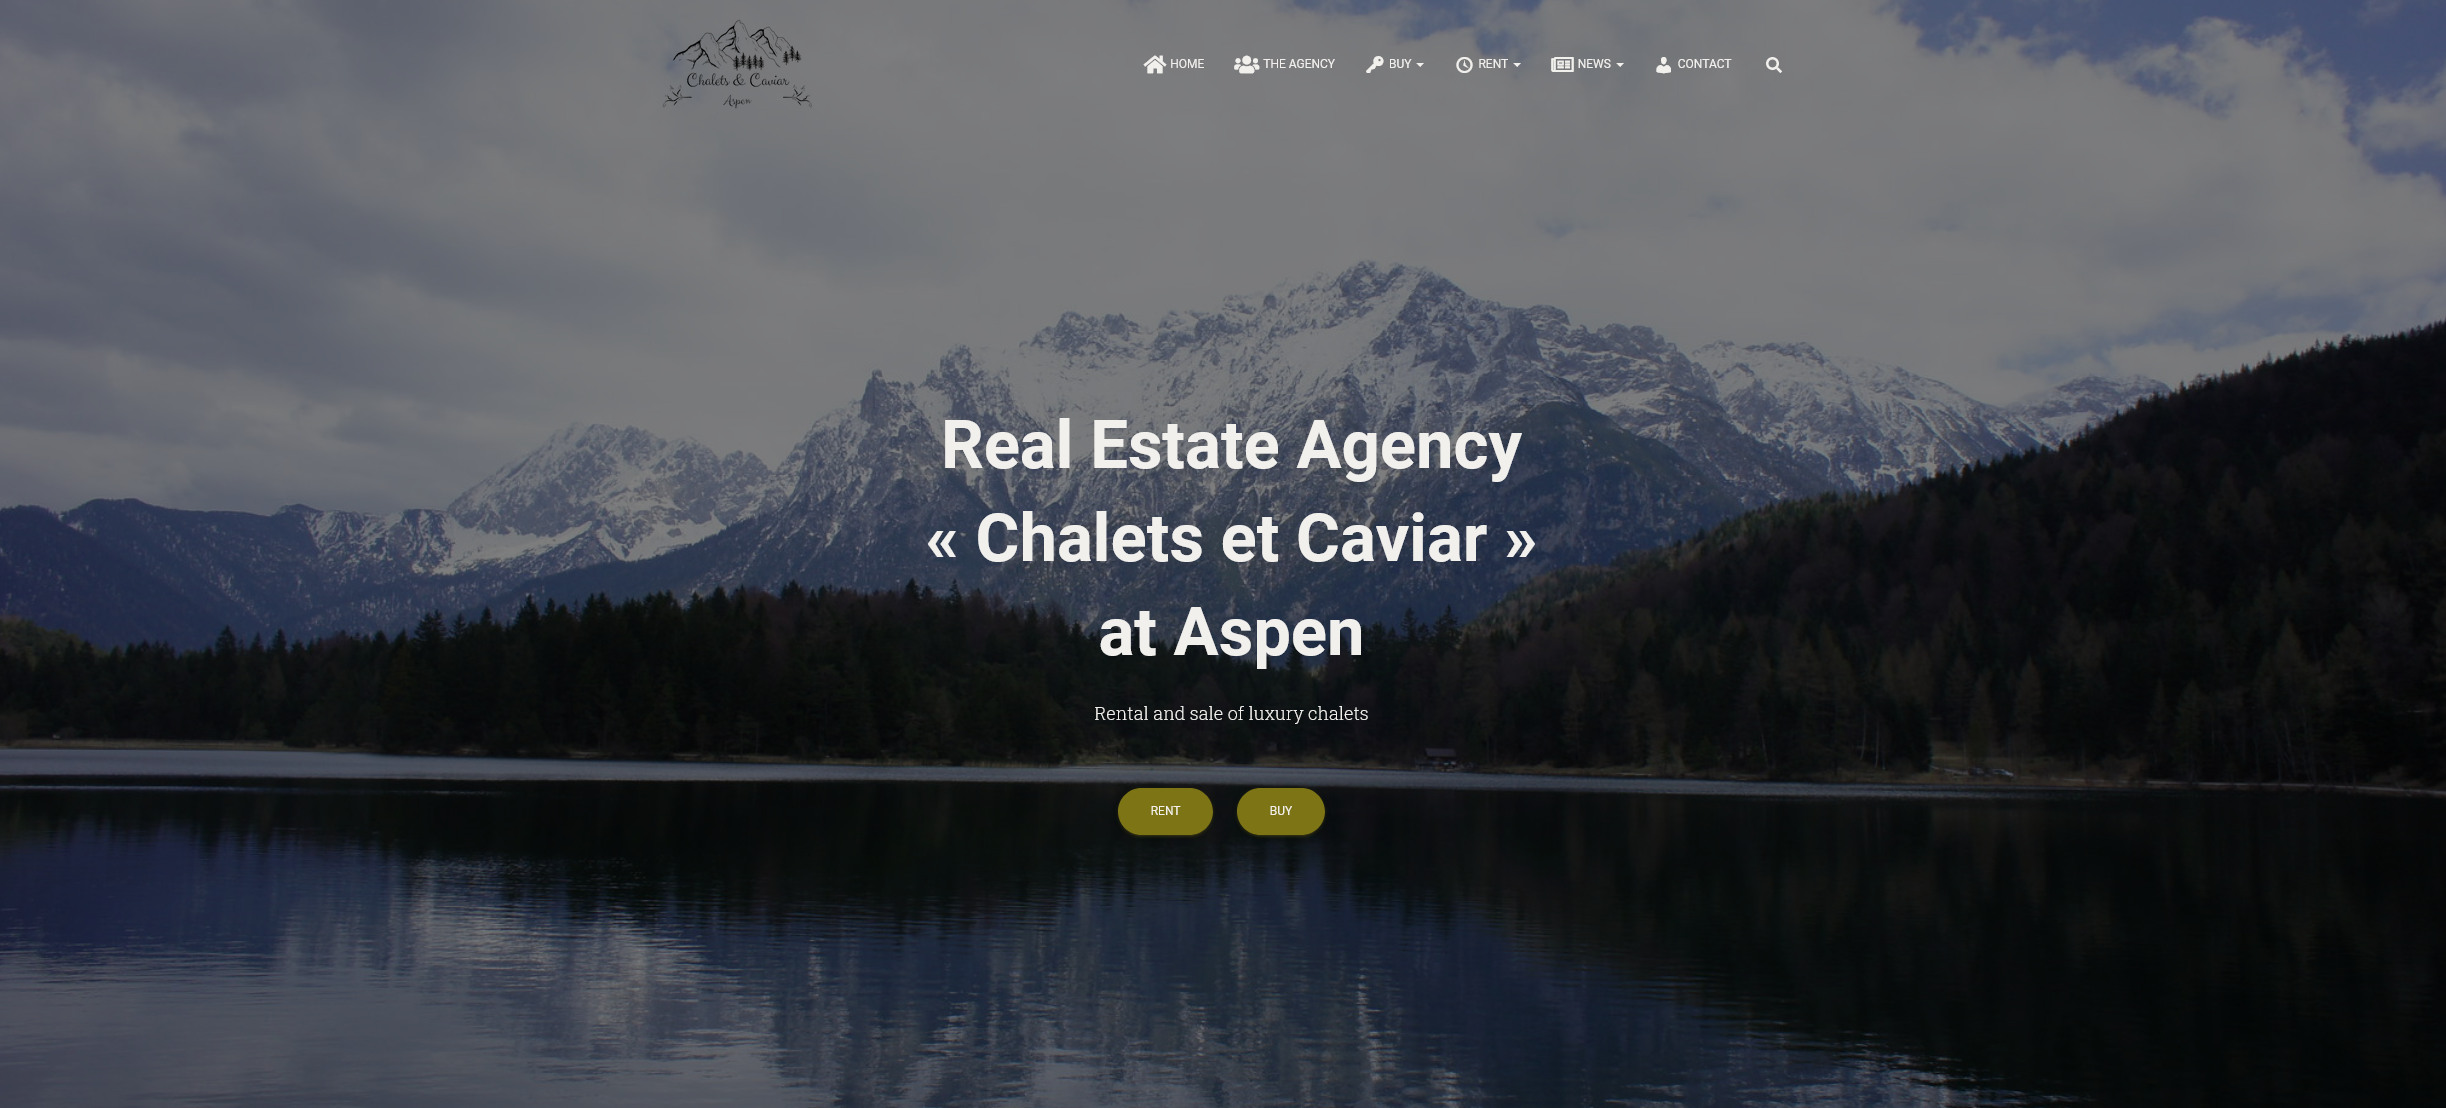 Chalets & Caviar
Aspen
HOME THE AGENCY BUY RENT NEWS CONTACT
Real Estate Agency
« Chalets et Caviar »
at Aspen
Rental and sale of luxury chalets
RENT BUY